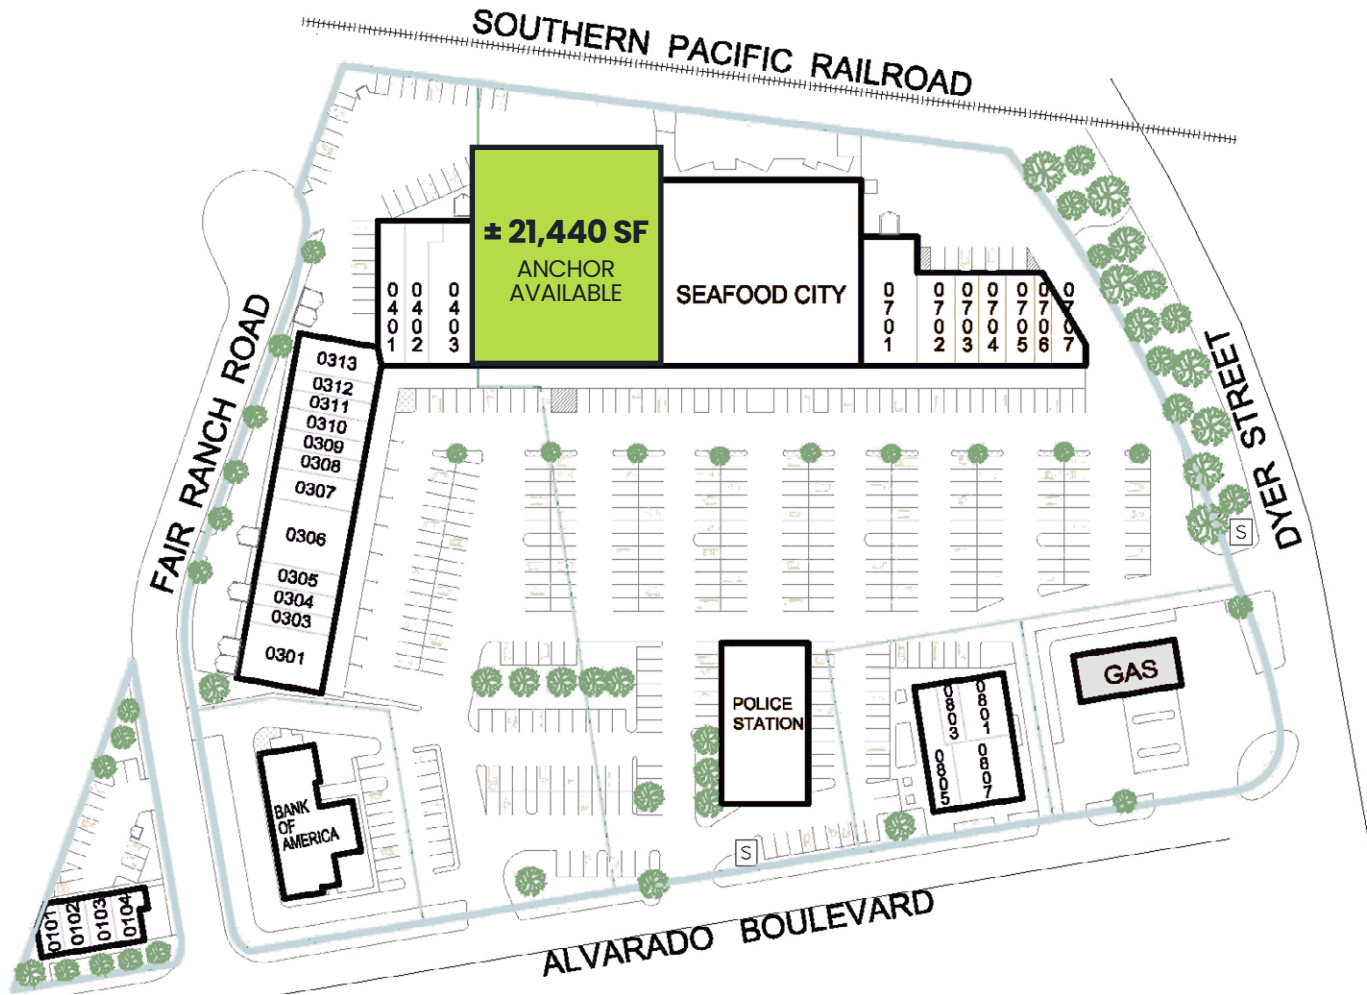 SOUTHERN PACIFIC RAILROAD
± 21,440 SF
ANCHOR
AVAILABLE
SEAFOOD CITY
0401
0402
0403
0701
0702
0703
0704
0705
0706
0707
FAIR RANCH ROAD
DYER STREET
0313
0312
0311
0310
0309
0308
0307
0306
0305
0304
0303
0301
S
GAS
POLICE
STATION
0803
0801
0805
0807
BANK
OF
AMERICA
S
0101
0102
0103
0104
ALVARADO BOULEVARD